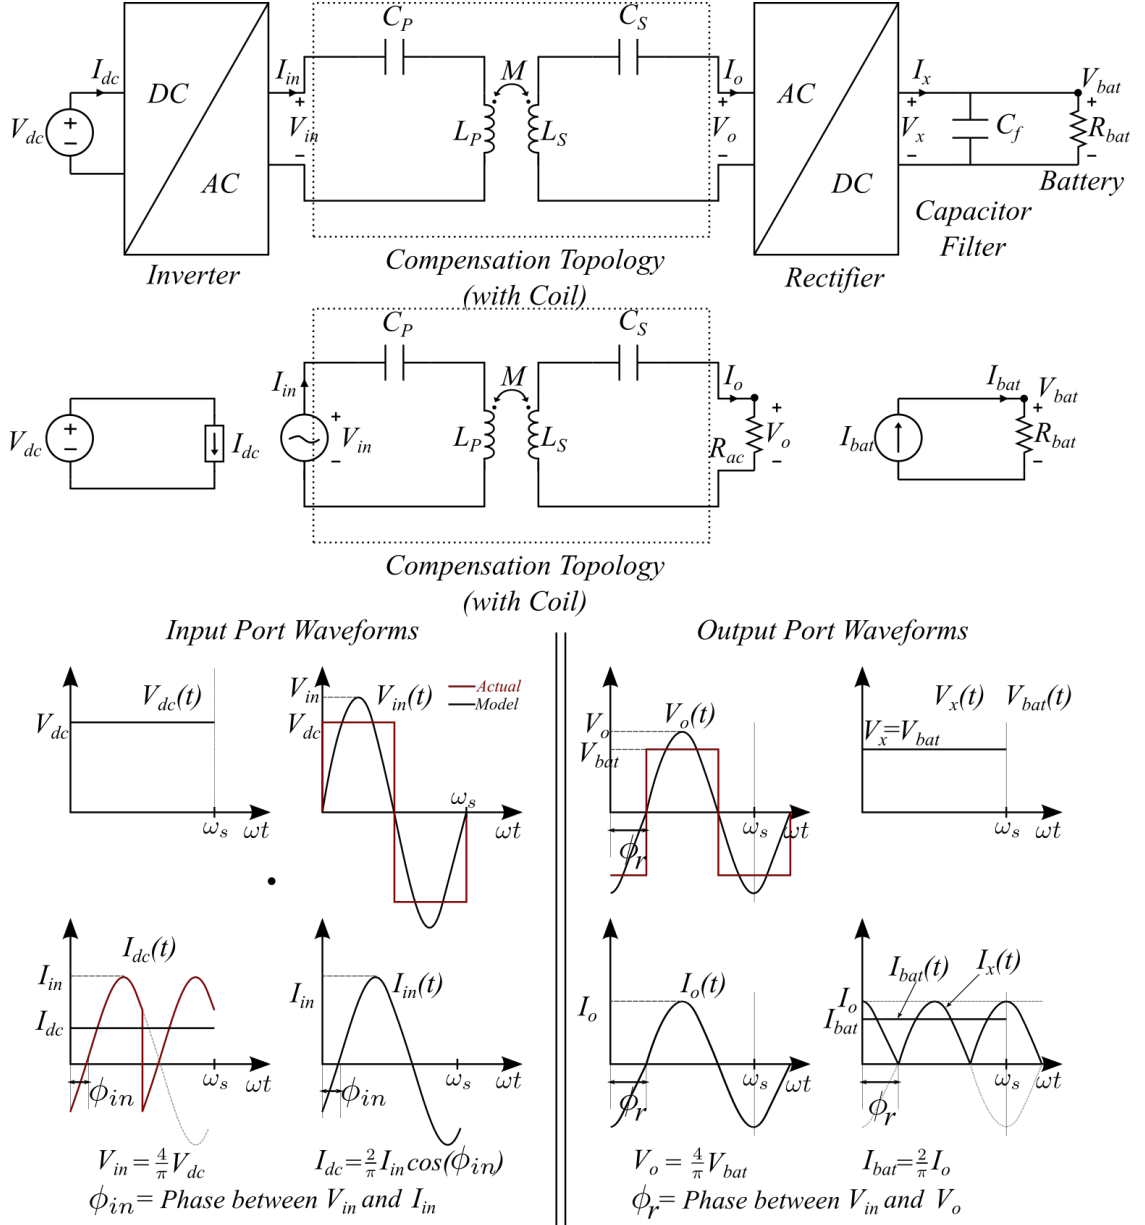 C_P
C_S
I_dc
DC
I_in
M
I_o
AC
I_x
V_bat
V_dc
+
−
AC
+
V_in
−
L_P
L_S
+
V_o
−
DC
+
V_x
−
C_f
+
R_bat
−
Battery
Inverter
Compensation Topology
(with Coil)
Rectifier
Capacitor
Filter
C_P
C_S
I_in
M
I_o
I_bat
V_bat
V_dc
+
−
I_dc
+
V_in
−
L_P
L_S
R_ac
+
V_o
−
I_bat
+
R_bat
−
Compensation Topology
(with Coil)
Input Port Waveforms
Output Port Waveforms
V_dc
V_dc(t)
ω_s
ωt
V_in
V_dc
V_in(t)
Actual
Model
ω_s
ωt
V_o
V_bat
V_o(t)
ϕ_r
ω_s
ωt
V_x(t)
V_bat(t)
V_x=V_bat
ω_s
ωt
I_in
I_dc
I_dc(t)
ϕ_in
ω_s
ωt
I_in
I_in(t)
ϕ_in
ω_s
ωt
I_o
I_o(t)
ϕ_r
ω_s
ωt
I_o
I_bat
I_bat(t)
I_x(t)
ϕ_r
ω_s
ωt
V_in = 4/π V_dc
I_dc = 2/π I_in cos(ϕ_in)
V_o = 4/π V_bat
I_bat = 2/π I_o
ϕ_in = Phase between V_in and I_in
ϕ_r = Phase between V_in and V_o